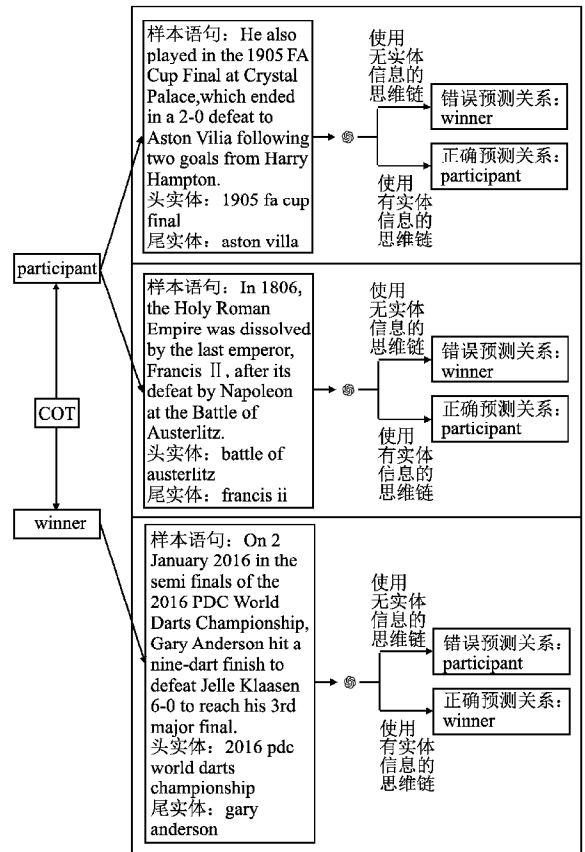 样本语句：He also
played in the 1905 FA
Cup Final at Crystal
Palace,which ended
in a 2-0 defeat to
Aston Vilia following
two goals from Harry
Hampton.
头实体：1905 fa cup
final
尾实体：aston villa
使用
无实体
信息的
思维链
错误预测关系：
winner
正确预测关系：
participant
使用
有实体
信息的
思维链
participant
COT
winner
样本语句：In 1806,
the Holy Roman
Empire was dissolved
by the last emperor,
Francis Ⅱ, after its
defeat by Napoleon
at the Battle of
Austerlitz.
头实体：battle of
austerlitz
尾实体：francis ii
使用
无实体
信息的
思维链
错误预测关系：
winner
正确预测关系：
participant
使用
有实体
信息的
思维链
样本语句：On 2
January 2016 in the
semi finals of the
2016 PDC World
Darts Championship,
Gary Anderson hit a
nine-dart finish to
defeat Jelle Klaasen
6-0 to reach his 3rd
major final.
头实体：2016 pdc
world darts
championship
尾实体：gary
anderson
使用
无实体
信息的
思维链
错误预测关系：
participant
正确预测关系：
winner
使用
有实体
信息的
思维链